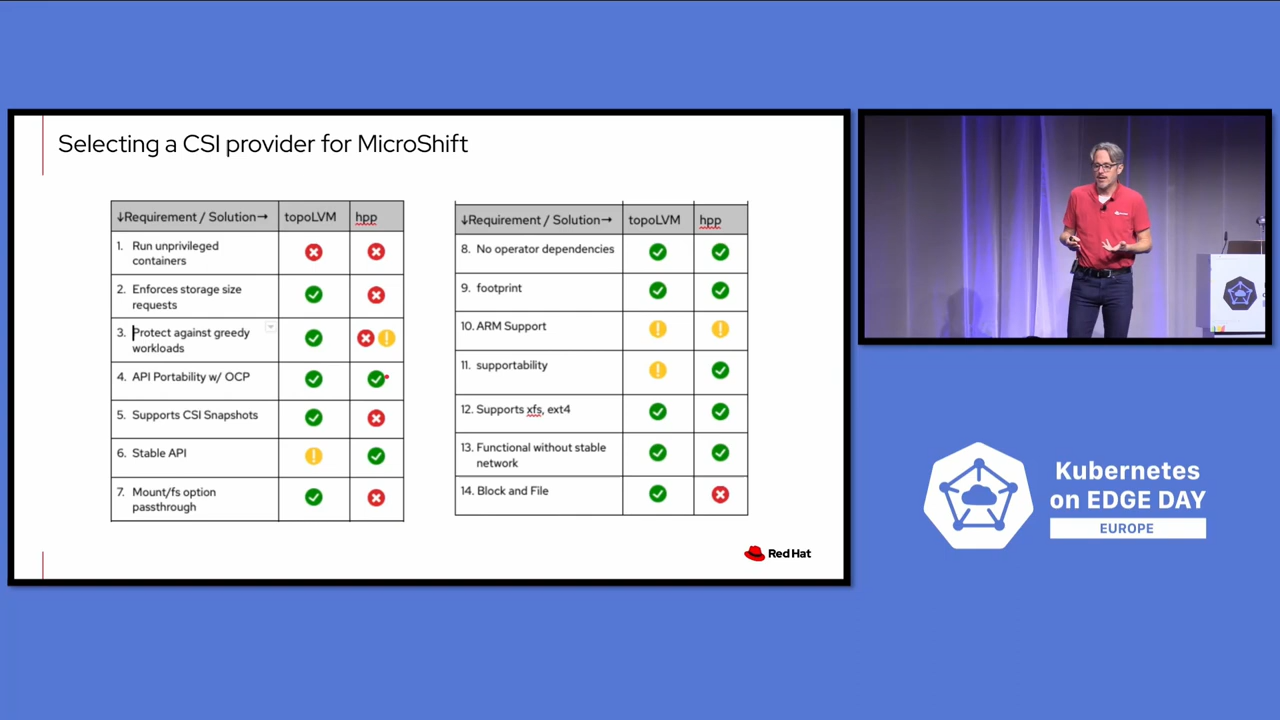 Selecting a CSI provider for MicroShift
↓Requirement / Solution→ topoLVM hpp
1. Run unprivileged
containers
2. Enforces storage size
requests
3. Protect against greedy
workloads
4. API Portability w/ OCP
5. Supports CSI Snapshots
6. Stable API
7. Mount/fs option
passthrough
↓Requirement / Solution→ topoLVM hpp
8. No operator dependencies
9. footprint
10. ARM Support
11. supportability
12. Supports xfs, ext4
13. Functional without stable
network
14. Block and File
Red Hat
Kubernetes
on EDGE DAY
EUROPE